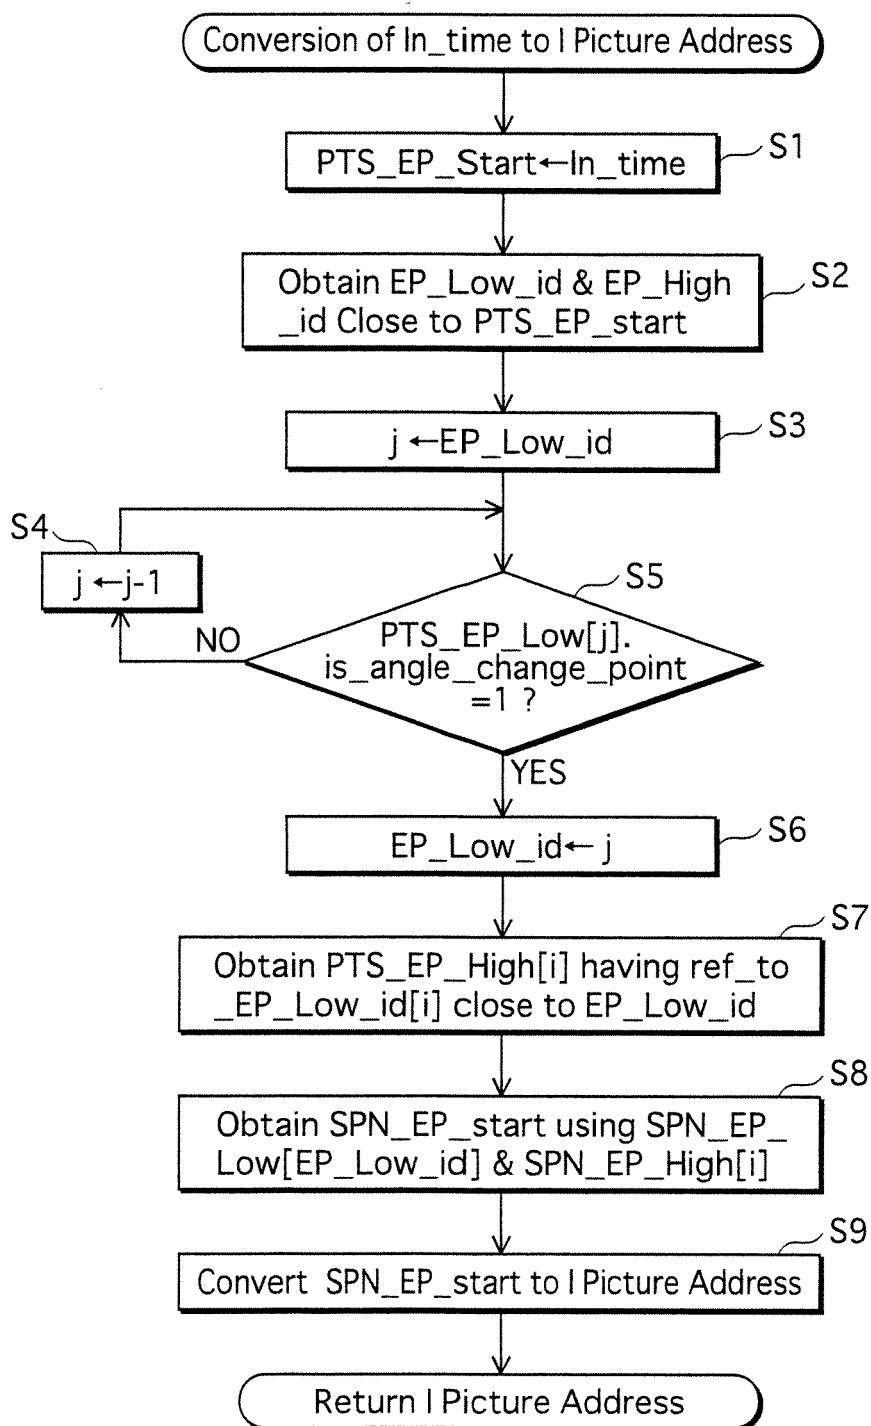 Conversion of In_time to I Picture Address
PTS_EP_Start←In_time
S1
Obtain EP_Low_id & EP_High
_id Close to PTS_EP_start
S2
j ←EP_Low_id
S3
S4
j ←j-1
S5
NO
PTS_EP_Low[j].
is_angle_change_point
=1 ?
YES
EP_Low_id← j
S6
S7
Obtain PTS_EP_High[i] having ref_to
_EP_Low_id[i] close to EP_Low_id
S8
Obtain SPN_EP_start using SPN_EP_
Low[EP_Low_id] & SPN_EP_High[i]
S9
Convert SPN_EP_start to I Picture Address
Return I Picture Address